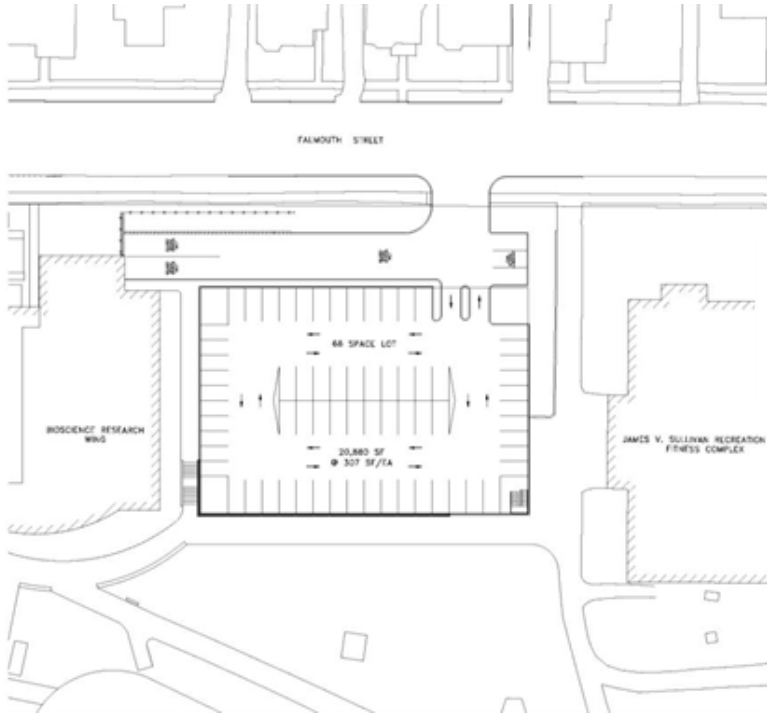 FALMOUTH STREET
68 SPACE LOT
BIOSCIENCE RESEARCH
WING
20,880 SF
@ 307 SF/EA
JAMES V. SULLIVAN RECREATION
FITNESS COMPLEX